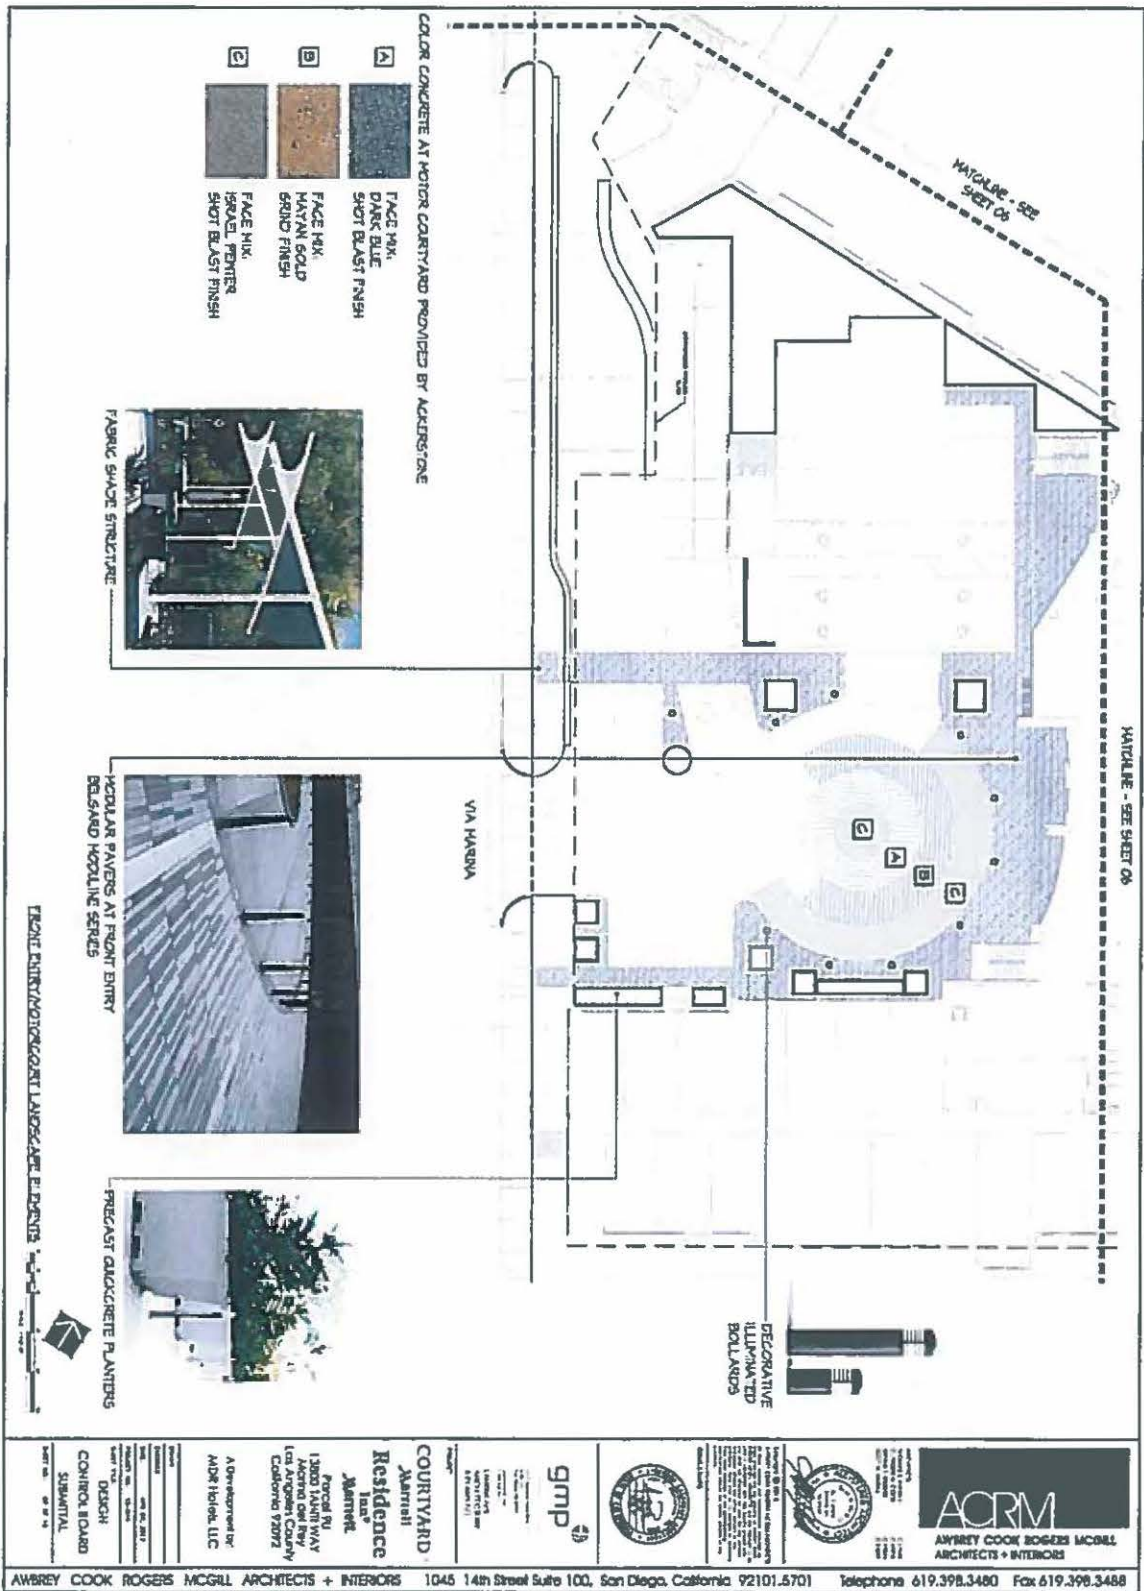 MATCHLINE - SEE
SHEET 06
MATCHLINE - SEE SHEET 06
COLOR CONCRETE AT MOTOR COURTYARD PROVIDED BY ACKERSTONE
A
FACE MIX:
DARK BLUE
SHOT BLAST FINISH
B
FACE MIX:
MAYAN GOLD
GRIND FINISH
C
FACE MIX:
ISRAEL PEWTER
SHOT BLAST FINISH
C
A
B
C
VIA MARINA
FABRIC SHADE STRUCTURE
MODULAR PAVERS AT FRONT ENTRY
BELGARD MODULINE SERIES
PRECAST QUICKCRETE PLANTERS
DECORATIVE
ILLUMINATED
BOLLARDS
FRONT ENTRY/MOTORCOURT LANDSCAPE ELEMENTS
ACRM
AWBREY COOK ROGERS MCGILL
ARCHITECTS + INTERIORS
gmp
COURTYARD
Marriott
Residence
Inn
Marriott
Parcel 9U
13800 TAHITI WAY
Marina del Rey
Los Angeles County
California 90292
A Development by:
MDR Hotels, LLC
DESIGN
CONTROL BOARD
SUBMITTAL
AWBREY COOK ROGERS MCGILL ARCHITECTS + INTERIORS 1045 14th Street Suite 100, San Diego, California 92101.5701 Telephone 619.398.3480 Fax 619.398.3488